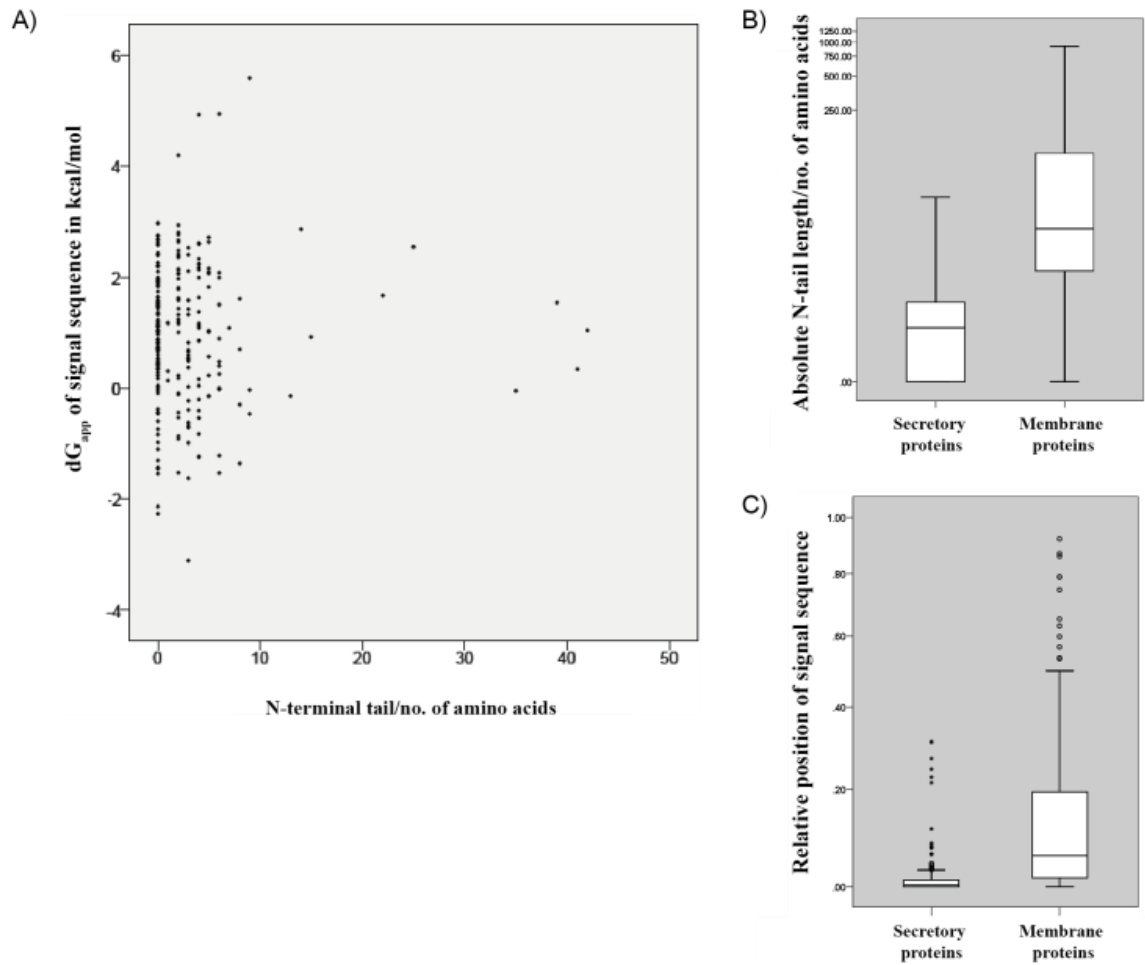 A)
dG_app of signal sequence in kcal/mol
6
4
2
0
-2
-4
0 10 20 30 40 50
N-terminal tail/no. of amino acids
B)
Absolute N-tail length/no. of amino acids
1250.00
1000.00
750.00
500.00
250.00
.00
Secretory proteins
Membrane proteins
C)
Relative position of signal sequence
1.00
.80
.60
.40
.20
.00
Secretory proteins
Membrane proteins